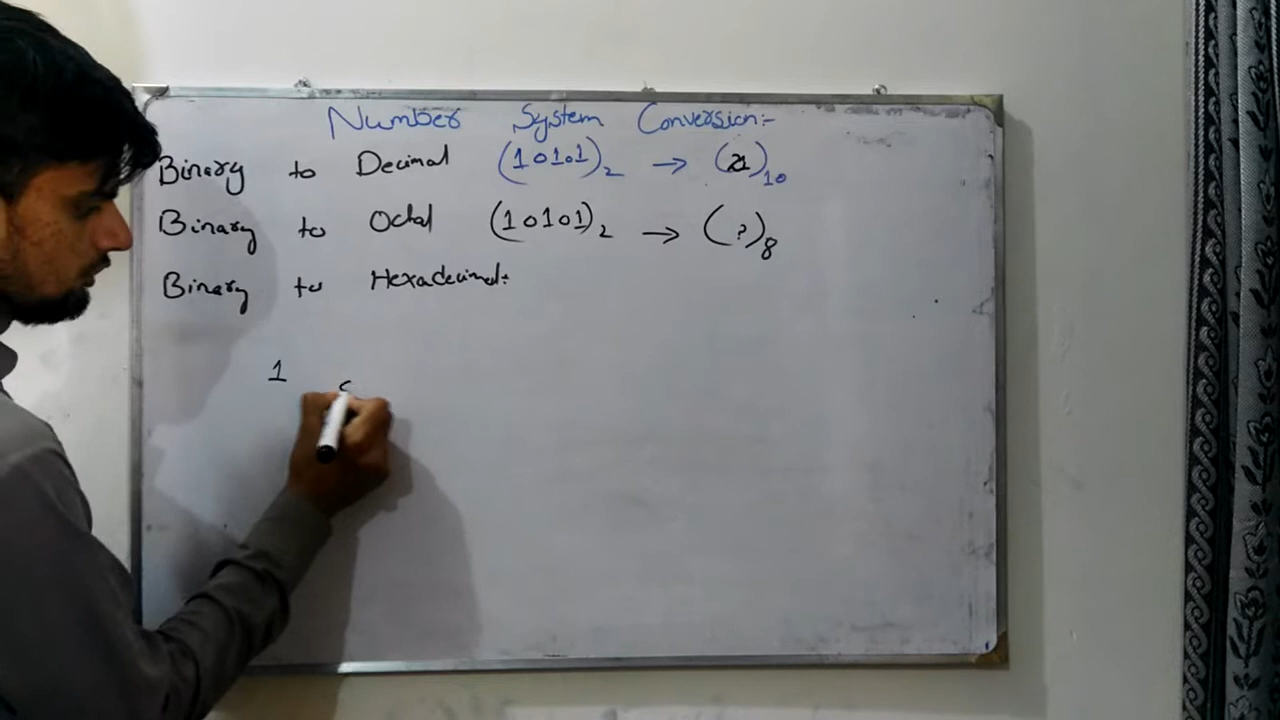 Number System Conversion:-
Binary to Decimal (10101)2 → (21)10
Binary to Octal (10101)2 → (?)8
Binary to Hexadecimal:
1